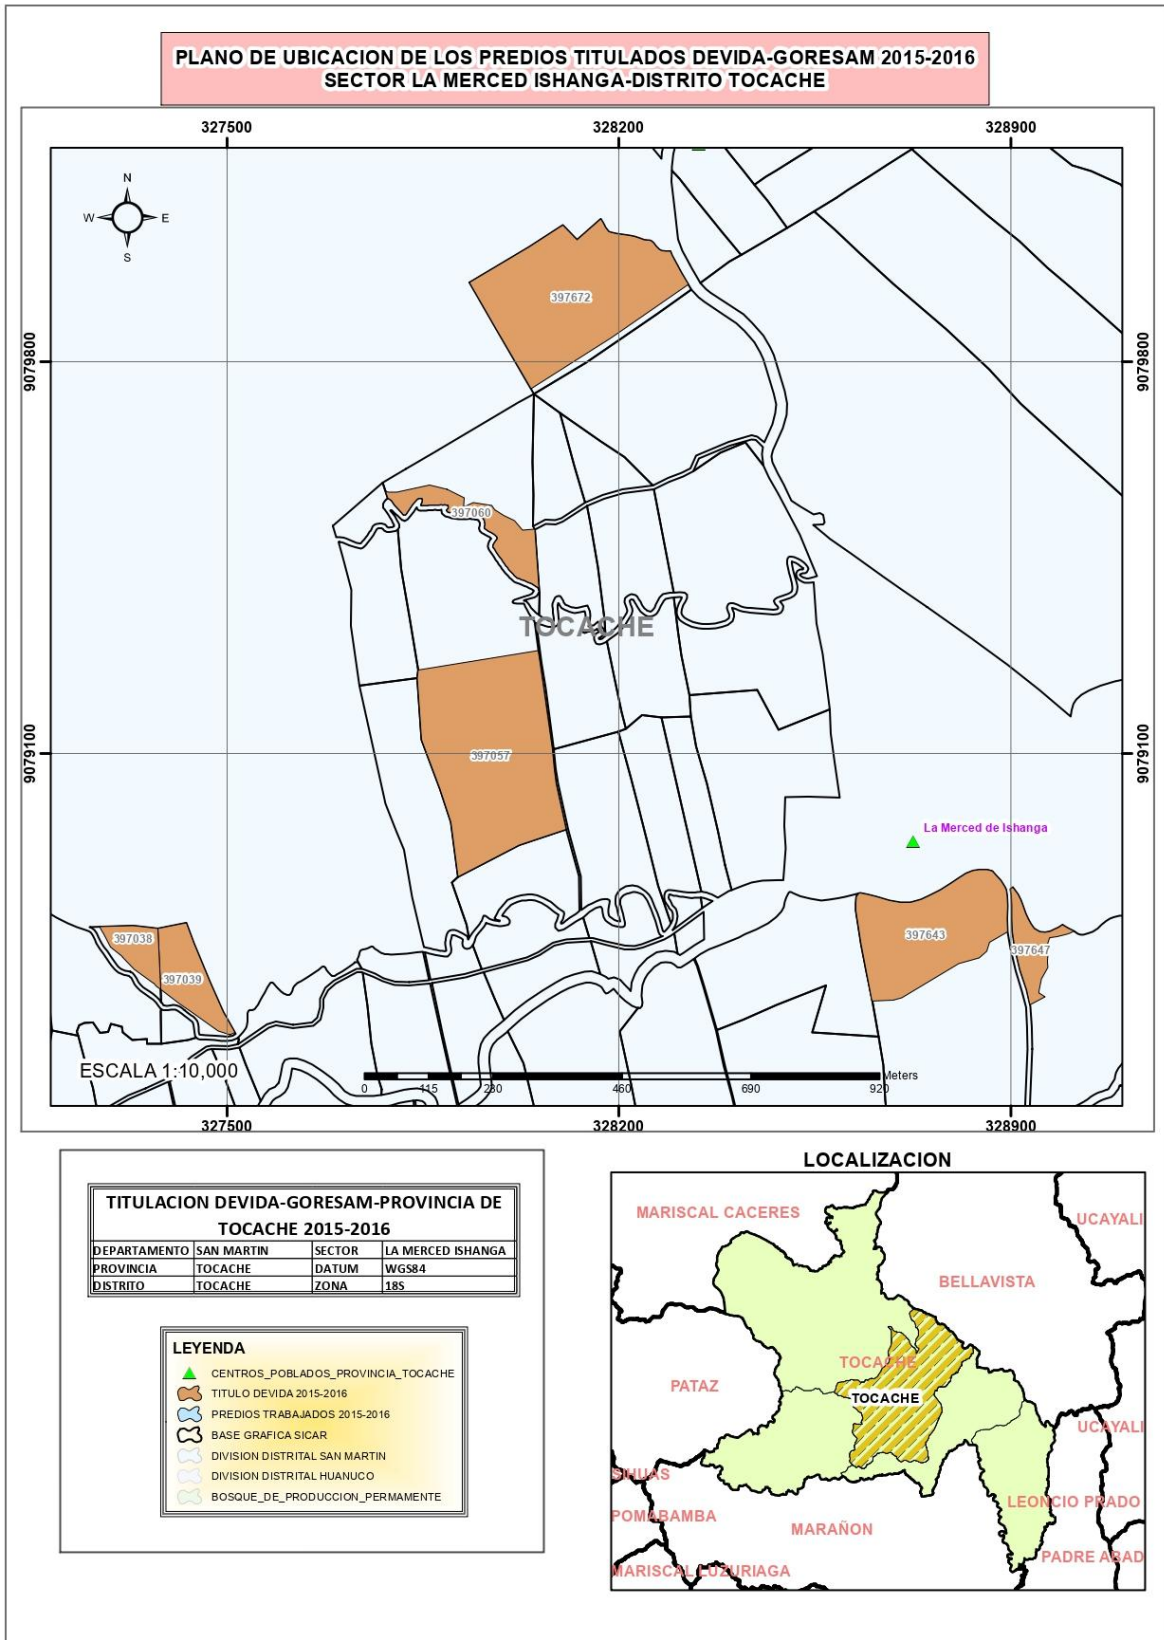 PLANO DE UBICACION DE LOS PREDIOS TITULADOS DEVIDA-GORESAM 2015-2016
SECTOR LA MERCED ISHANGA-DISTRITO TOCACHE
327500 328200 328900
N
W E
S
397672
9079800 9079800
397060
TOCACHE
9079100 9079100
397057
La Merced de Ishanga
397038
397643
397647
397039
ESCALA 1:10,000
Meters
0 115 230 460 690 920
327500 328200 328900
TITULACION DEVIDA-GORESAM-PROVINCIA DE
TOCACHE 2015-2016
DEPARTAMENTO SAN MARTIN SECTOR LA MERCED ISHANGA
PROVINCIA TOCACHE DATUM WGS84
DISTRITO TOCACHE ZONA 18S
LEYENDA
CENTROS_POBLADOS_PROVINCIA_TOCACHE
TITULO DEVIDA 2015-2016
PREDIOS TRABAJADOS 2015-2016
BASE GRAFICA SICAR
DIVISION DISTRITAL SAN MARTIN
DIVISION DISTRITAL HUANUCO
BOSQUE_DE_PRODUCCION_PERMAMENTE
LOCALIZACION
MARISCAL CACERES
UCAYALI
BELLAVISTA
TOCACHE
PATAZ
TOCACHE
UCAYALI
SIHUAS
LEONCIO PRADO
POMABAMBA
MARAÑON
PADRE ABAD
MARISCAL LUZURIAGA